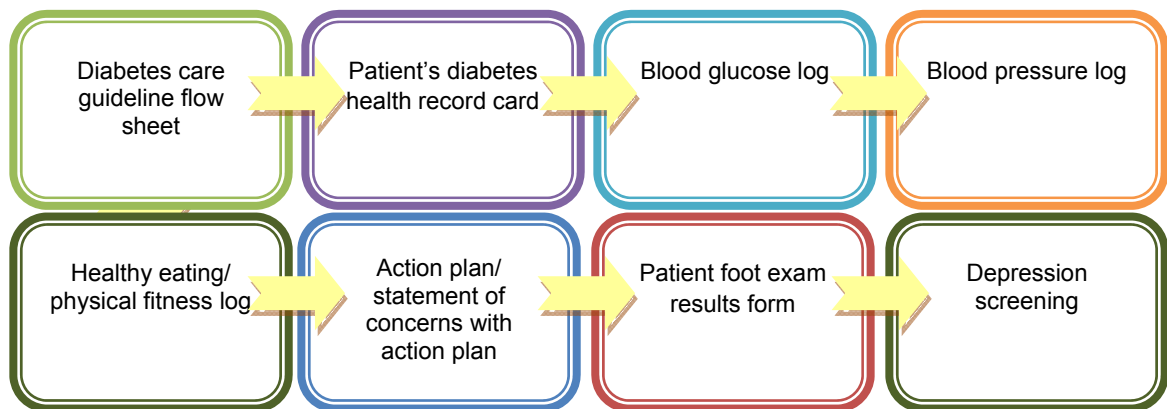 Diabetes care
guideline flow
sheet
Patient's diabetes
health record card
Blood glucose log
Blood pressure log
Healthy eating/
physical fitness log
Action plan/
statement of
concerns with
action plan
Patient foot exam
results form
Depression
screening